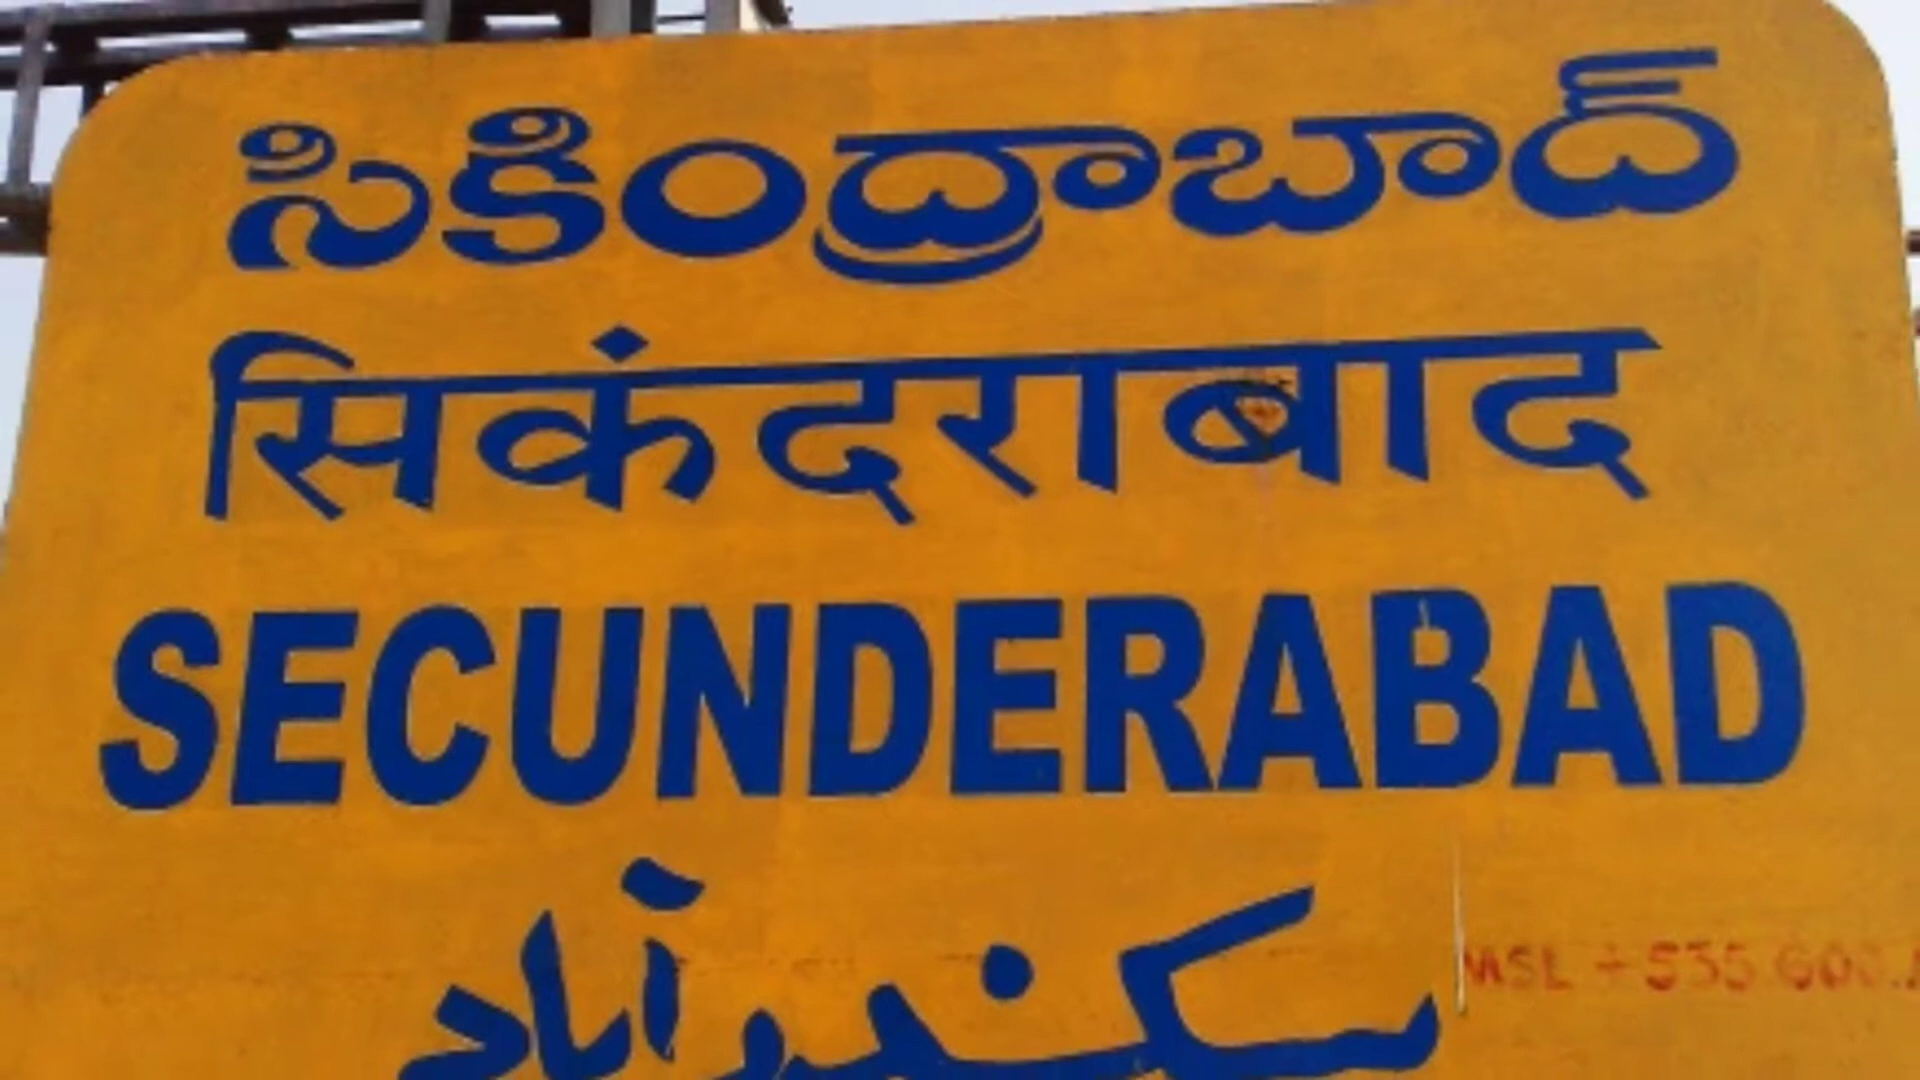 సికింద్రాబాద్
सिकंदराबाद
SECUNDERABAD
سکندرآباد
MSL + 535.600